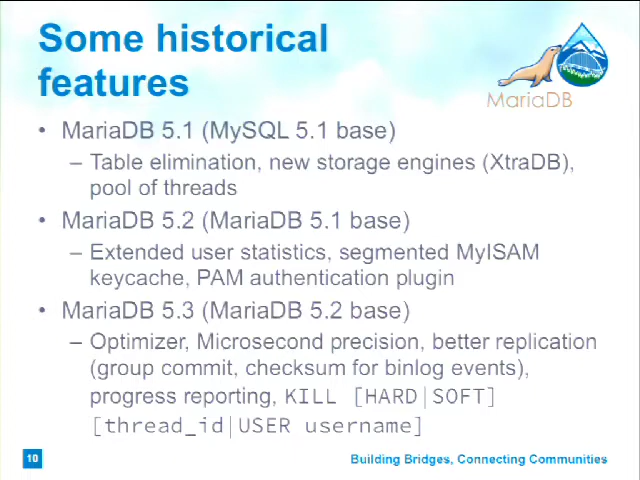 Some historical
features
MariaDB
• MariaDB 5.1 (MySQL 5.1 base)
– Table elimination, new storage engines (XtraDB),
pool of threads
• MariaDB 5.2 (MariaDB 5.1 base)
– Extended user statistics, segmented MyISAM
keycache, PAM authentication plugin
• MariaDB 5.3 (MariaDB 5.2 base)
– Optimizer, Microsecond precision, better replication
(group commit, checksum for binlog events),
progress reporting, KILL [HARD|SOFT]
[thread_id|USER username]
10
Building Bridges, Connecting Communities